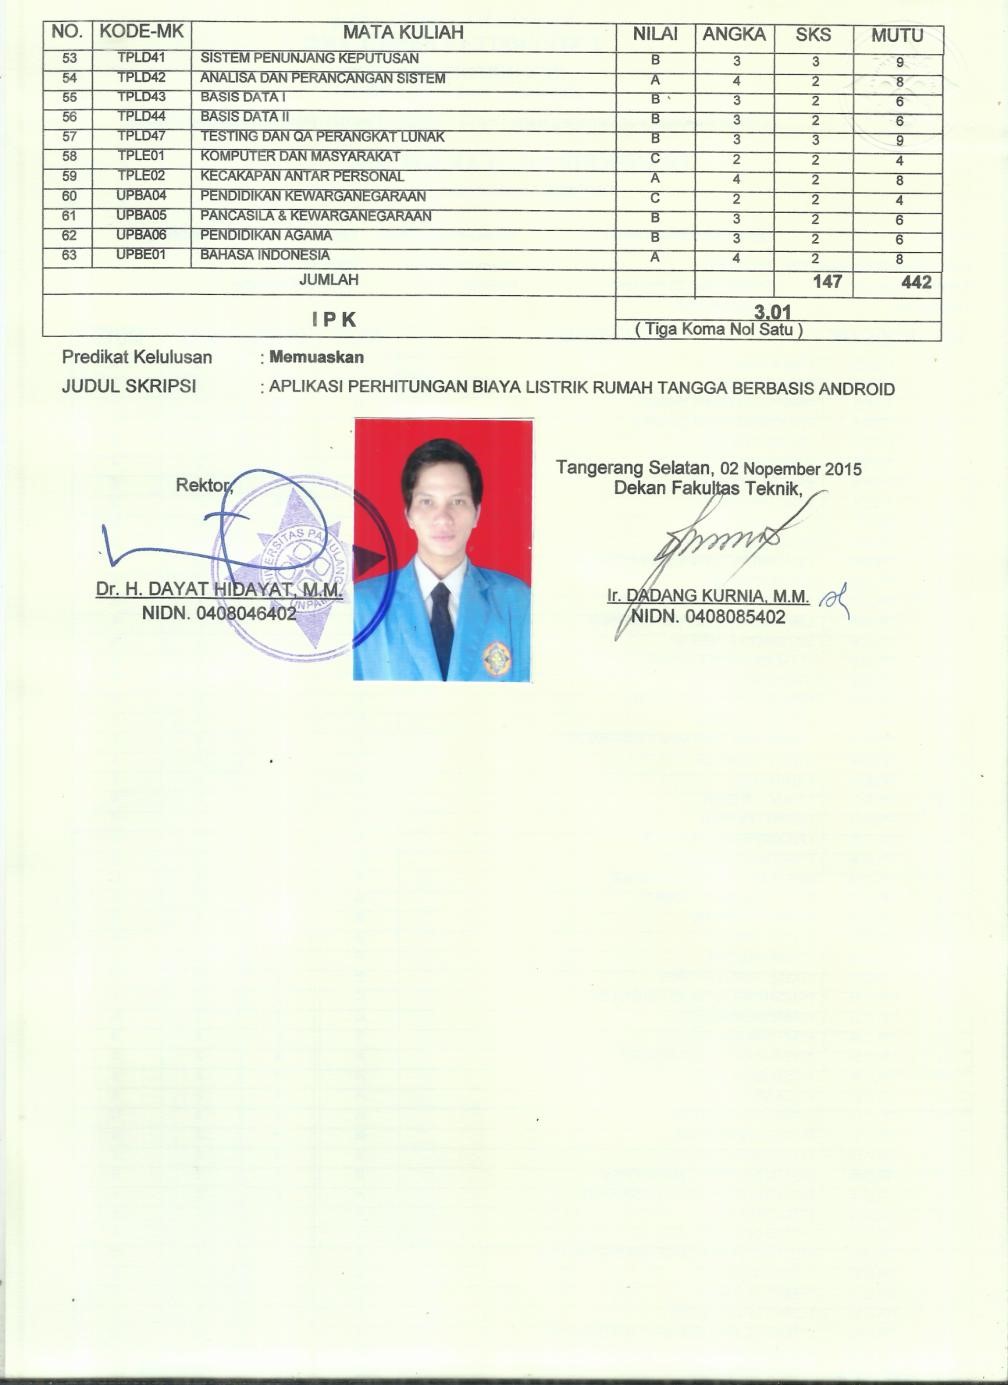 NO. KODE-MK MATA KULIAH NILAI ANGKA SKS MUTU
53 TPLD41 SISTEM PENUNJANG KEPUTUSAN B 3 3 9
54 TPLD42 ANALISA DAN PERANCANGAN SISTEM A 4 2 8
55 TPLD43 BASIS DATA I B 3 2 6
56 TPLD44 BASIS DATA II B 3 2 6
57 TPLD47 TESTING DAN QA PERANGKAT LUNAK B 3 3 9
58 TPLE01 KOMPUTER DAN MASYARAKAT C 2 2 4
59 TPLE02 KECAKAPAN ANTAR PERSONAL A 4 2 8
60 UPBA04 PENDIDIKAN KEWARGANEGARAAN C 2 2 4
61 UPBA05 PANCASILA & KEWARGANEGARAAN B 3 2 6
62 UPBA06 PENDIDIKAN AGAMA B 3 2 6
63 UPBE01 BAHASA INDONESIA A 4 2 8
JUMLAH 147 442
I P K 3.01
( Tiga Koma Nol Satu )
Predikat Kelulusan : Memuaskan
JUDUL SKRIPSI : APLIKASI PERHITUNGAN BIAYA LISTRIK RUMAH TANGGA BERBASIS ANDROID
Tangerang Selatan, 02 Nopember 2015
Rektor,
Dekan Fakultas Teknik,
UNIVERSITAS PAMULANG
UNPAM
Dr. H. DAYAT HIDAYAT, M.M.
NIDN. 0408046402
Ir. DADANG KURNIA, M.M.
NIDN. 0408085402